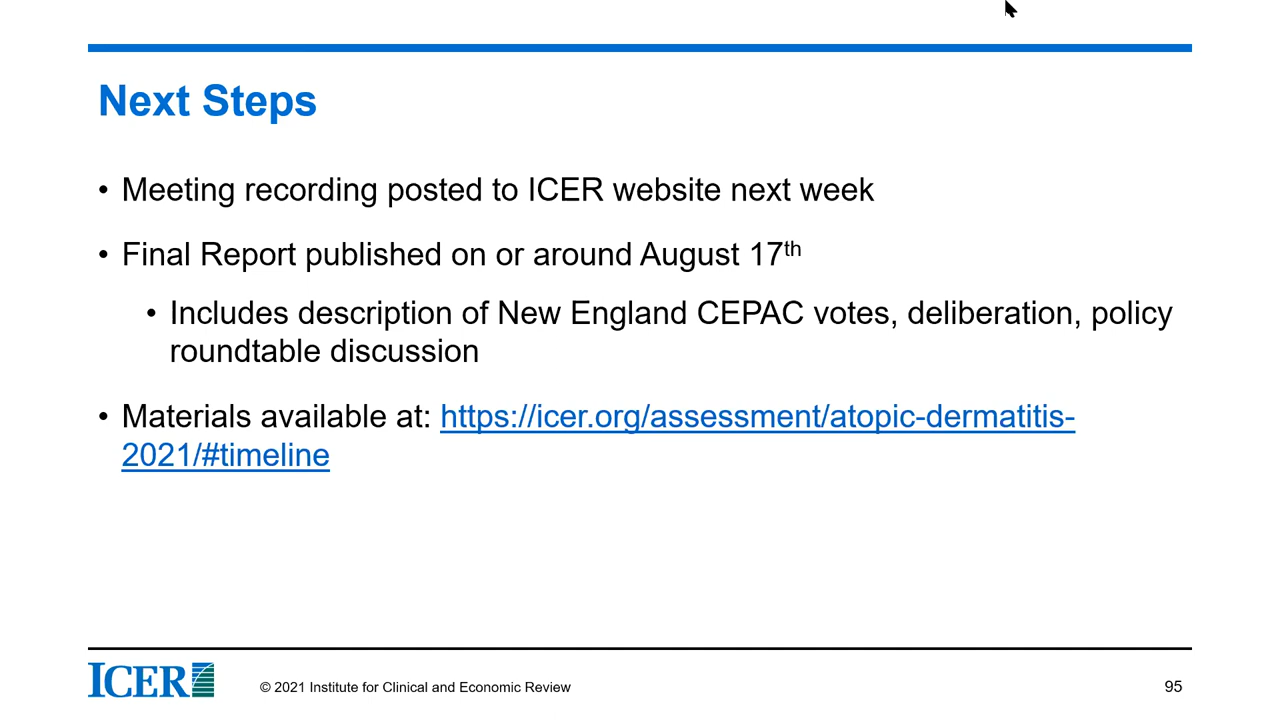 Next Steps
• Meeting recording posted to ICER website next week
• Final Report published on or around August 17th
• Includes description of New England CEPAC votes, deliberation, policy
roundtable discussion
• Materials available at: https://icer.org/assessment/atopic-dermatitis-
2021/#timeline
ICER
© 2021 Institute for Clinical and Economic Review
95